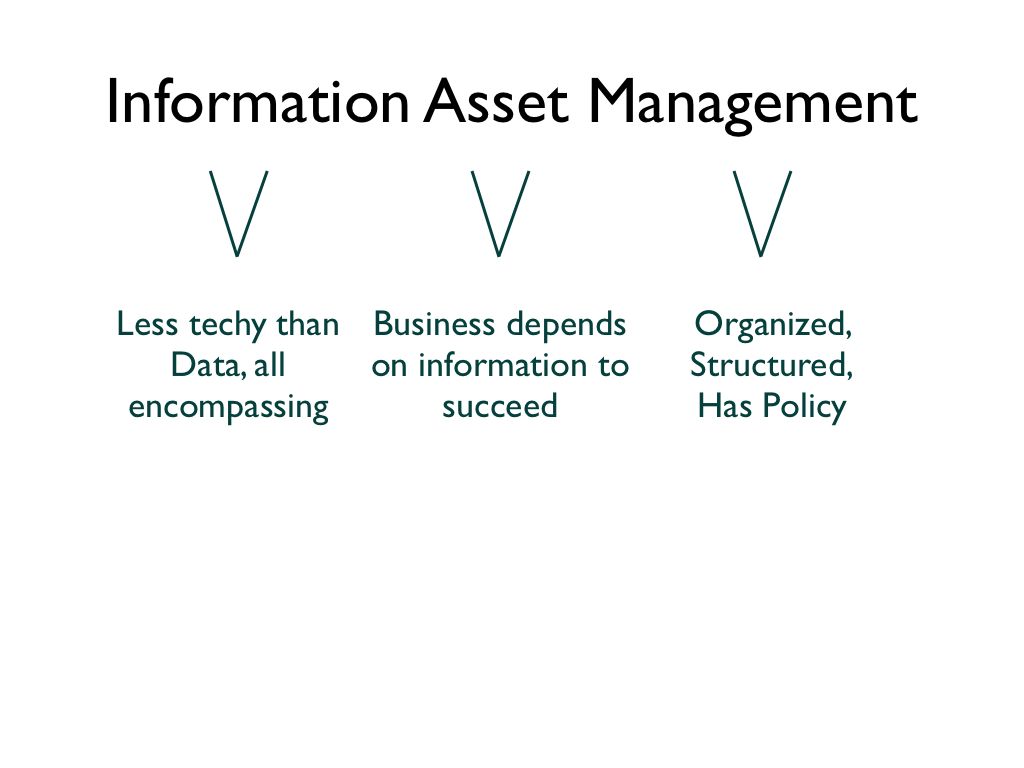 Information Asset Management
Less techy than
Data, all
encompassing
Business depends
on information to
succeed
Organized,
Structured,
Has Policy